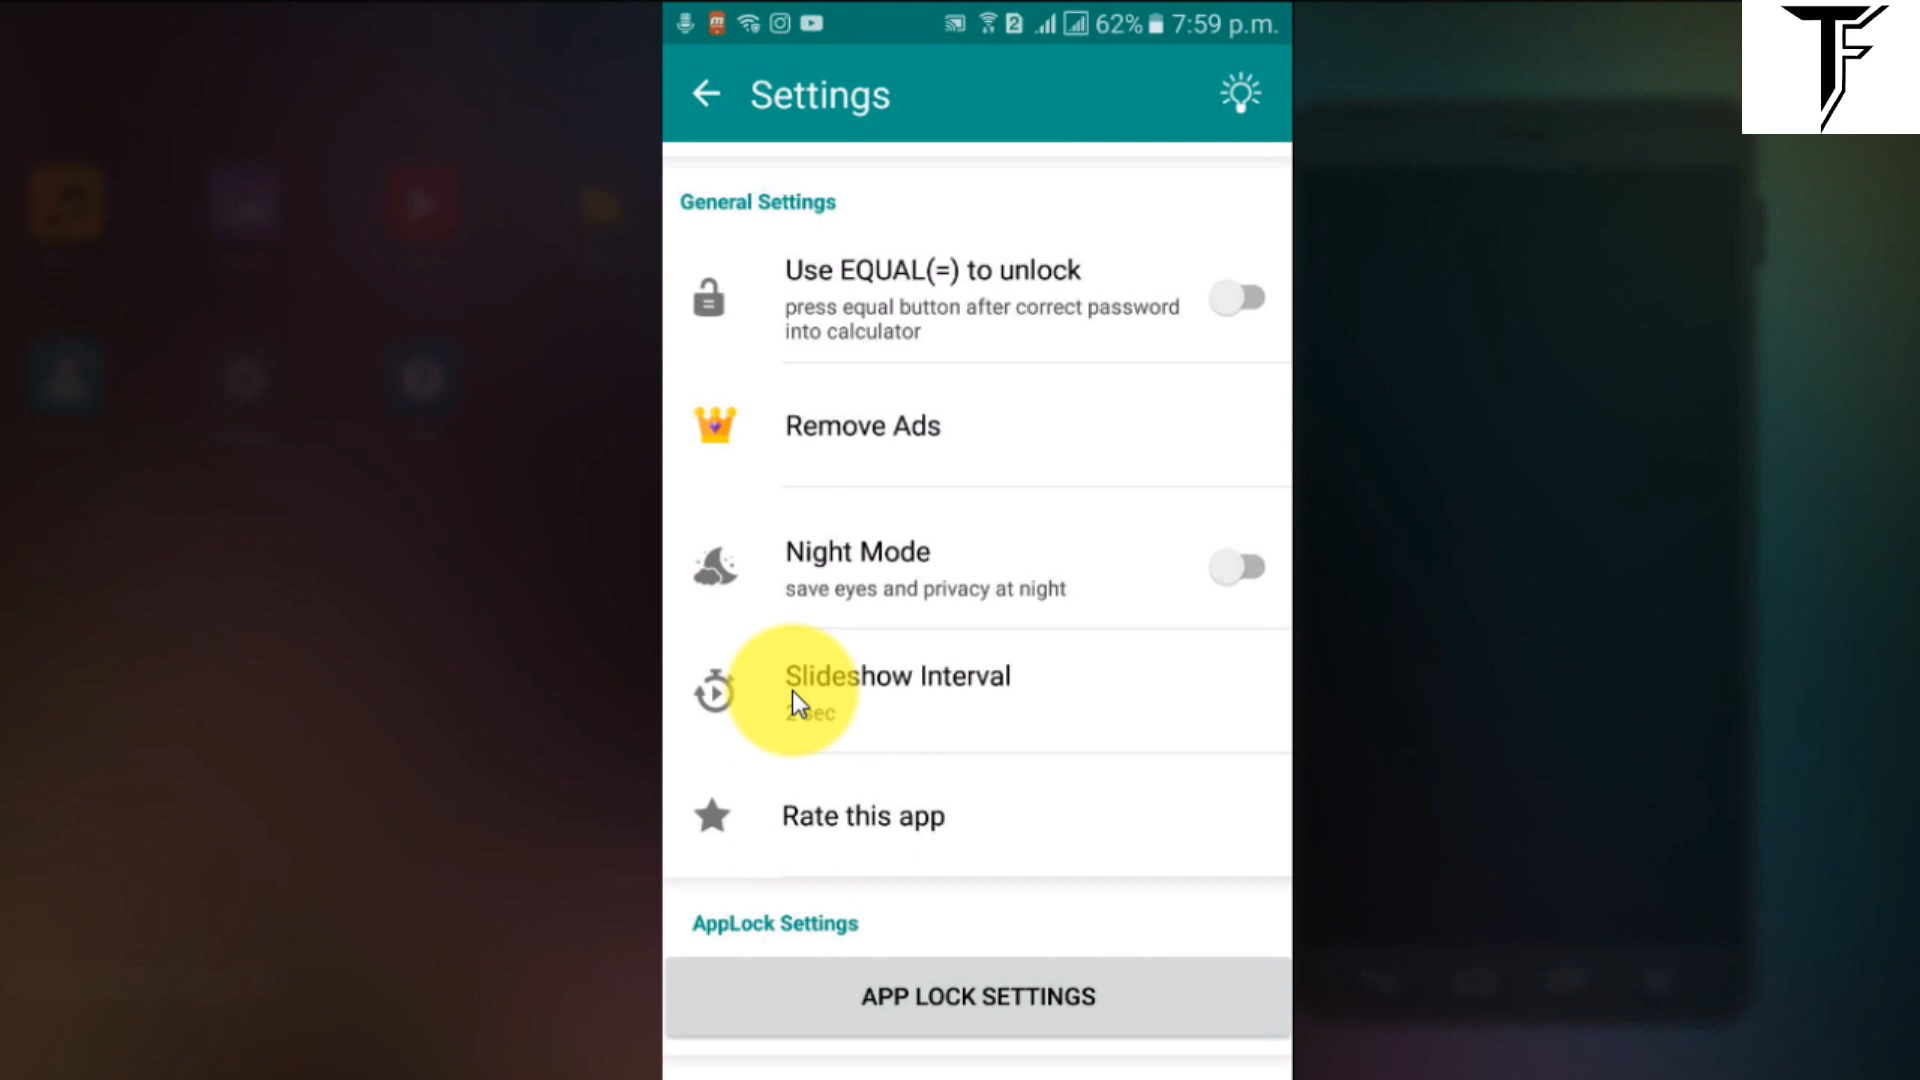 62% 7:59 p.m.
Settings
General Settings
Use EQUAL(=) to unlock
press equal button after correct password
into calculator
Remove Ads
Night Mode
save eyes and privacy at night
Slideshow Interval
2 sec
Rate this app
AppLock Settings
APP LOCK SETTINGS